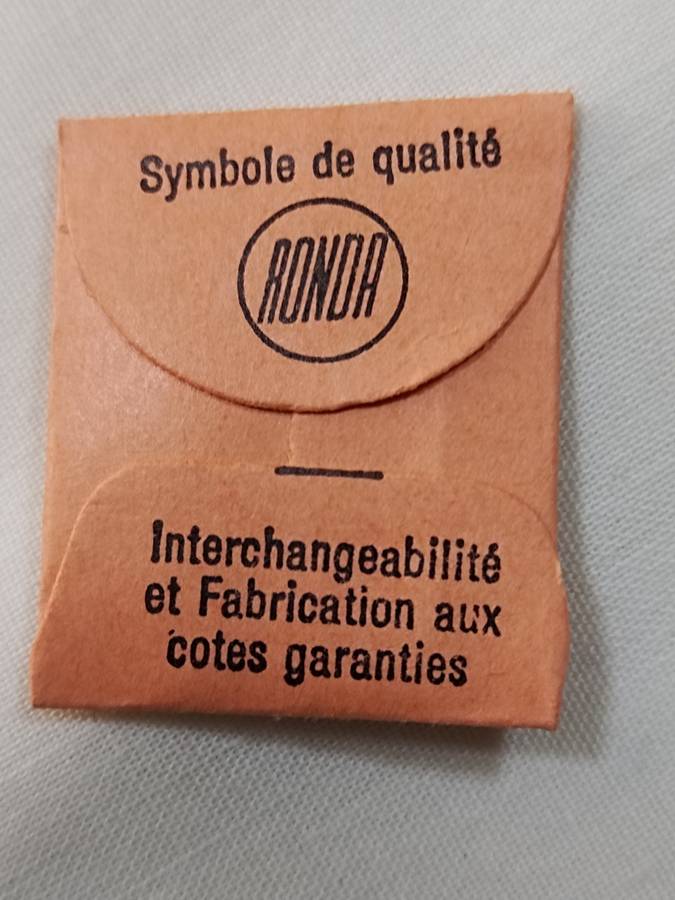 Symbole de qualité
RONDA
Interchangeabilité
et Fabrication aux
cotes garanties